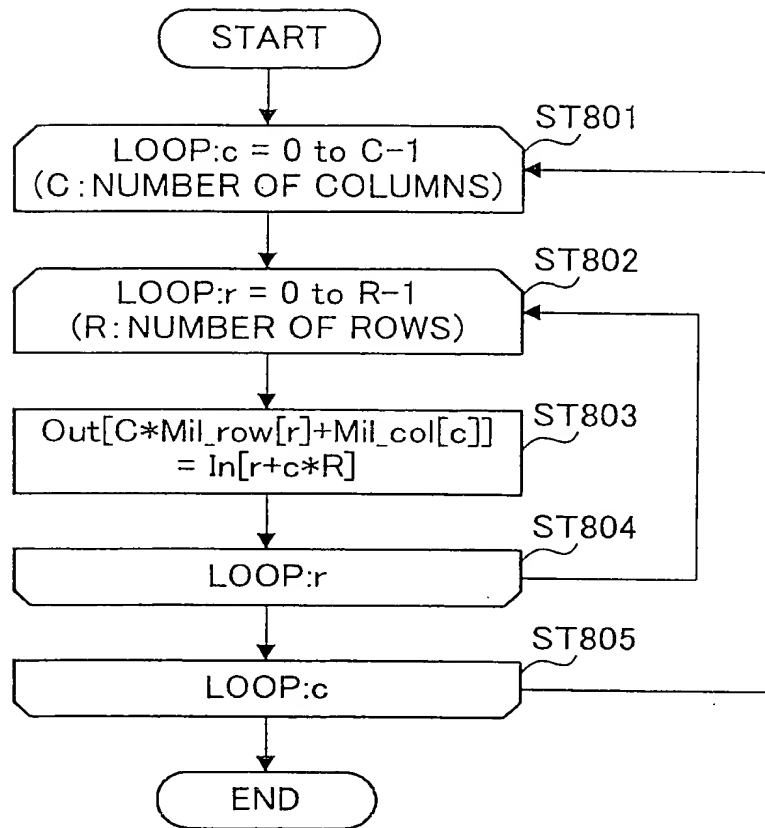 START
ST801
LOOP:c = 0 to C-1
(C:NUMBER OF COLUMNS)
ST802
LOOP:r = 0 to R-1
(R:NUMBER OF ROWS)
ST803
Out[C*Mil_row[r]+Mil_col[c]]
= In[r+c*R]
ST804
LOOP:r
ST805
LOOP:c
END